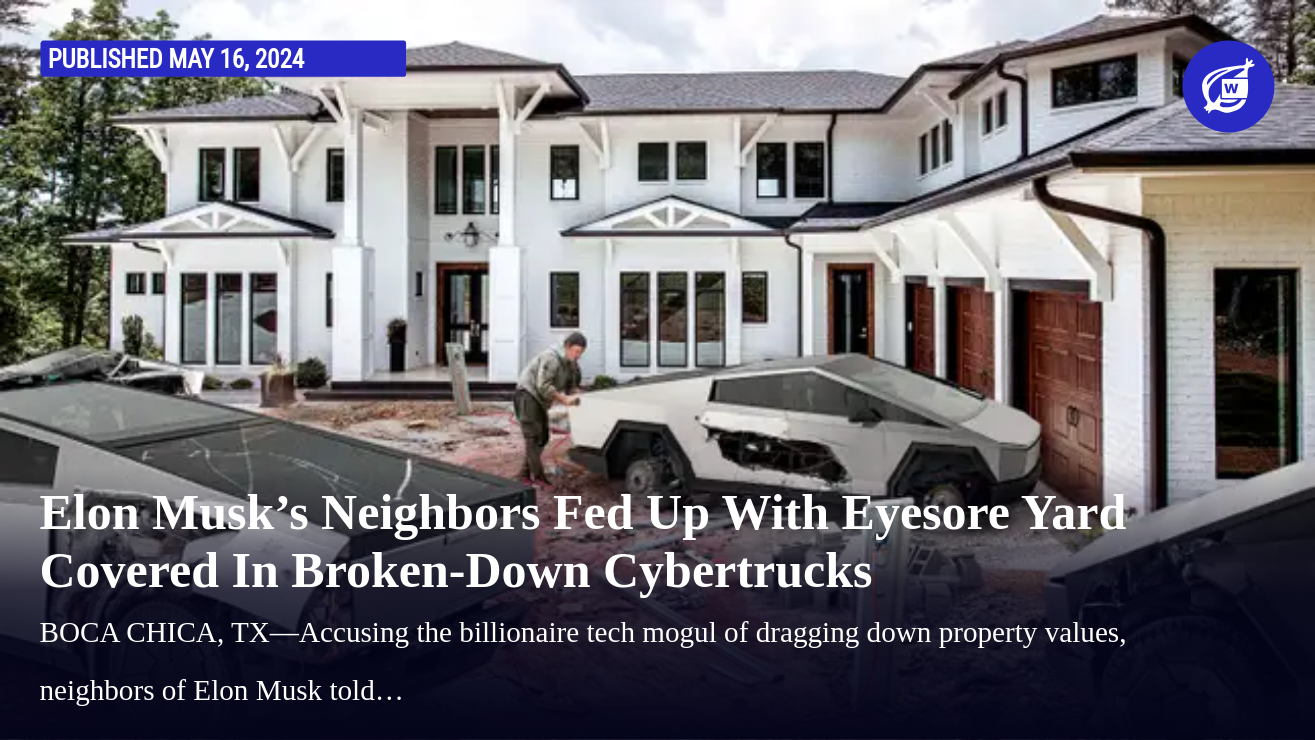 PUBLISHED MAY 16, 2024
W
Elon Musk’s Neighbors Fed Up With Eyesore Yard
Covered In Broken-Down Cybertrucks
BOCA CHICA, TX—Accusing the billionaire tech mogul of dragging down property values,
neighbors of Elon Musk told…